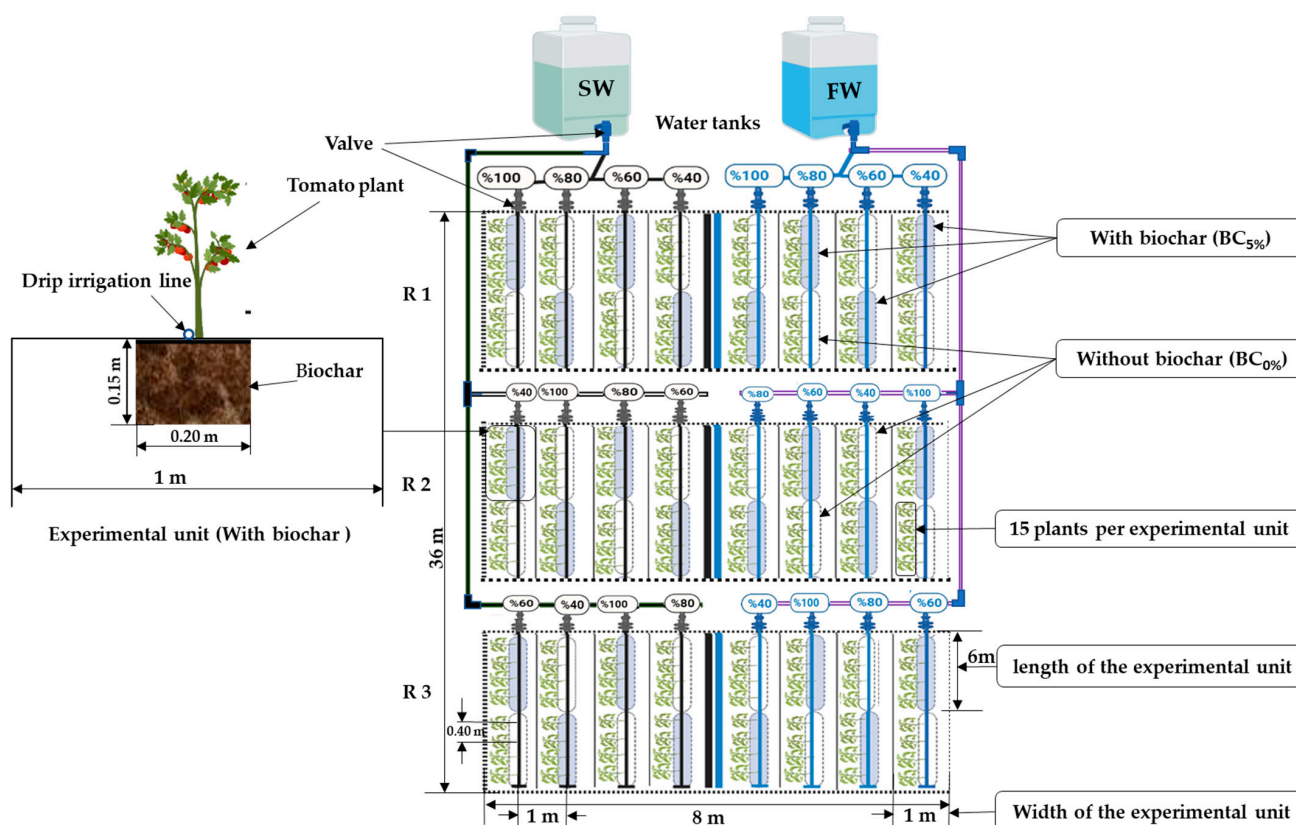 SW
FW
Water tanks
Valve
Tomato plant
Drip irrigation line
%100
%80
%60
%40
%100
%80
%60
%40
With biochar (BC5%)
R 1
Without biochar (BC0%)
0.15 m
Biochar
0.20 m
1 m
Experimental unit (With biochar )
%40
%100
%80
%60
%80
%60
%40
%100
R 2
15 plants per experimental unit
36 m
%60
%40
%100
%80
%40
%100
%80
%60
6m
length of the experimental unit
R 3
0.40 m
1 m
8 m
1 m
Width of the experimental unit